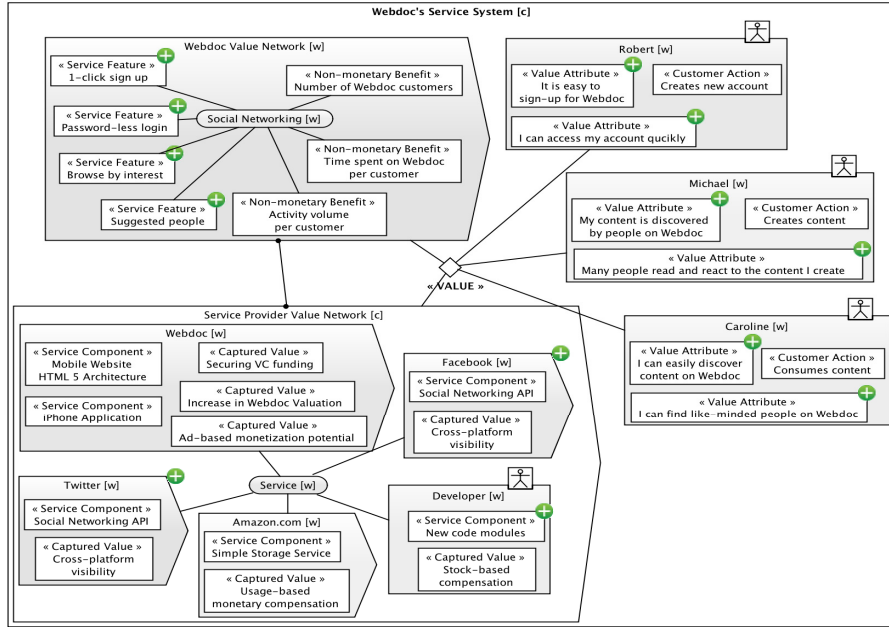 Webdoc's Service System [c]
Webdoc Value Network [w]
« Service Feature »
1-click sign up
« Non-monetary Benefit »
Number of Webdoc customers
« Service Feature »
Password-less login
Social Networking [w]
« Service Feature »
Browse by interest
« Non-monetary Benefit »
Time spent on Webdoc
per customer
« Service Feature »
Suggested people
« Non-monetary Benefit »
Activity volume
per customer
Robert [w]
« Value Attribute »
It is easy to
sign-up for Webdoc
« Customer Action »
Creates new account
« Value Attribute »
I can access my account qucikly
Michael [w]
« Value Attribute »
My content is discovered
by people on Webdoc
« Customer Action »
Creates content
« Value Attribute »
Many people read and react to the content I create
« VALUE »
Caroline [w]
« Value Attribute »
I can easily discover
content on Webdoc
« Customer Action »
Consumes content
« Value Attribute »
I can find like-minded people on Webdoc
Service Provider Value Network [c]
Webdoc [w]
« Service Component »
Mobile Website
HTML 5 Architecture
« Captured Value »
Securing VC funding
« Service Component »
iPhone Application
« Captured Value »
Increase in Webdoc Valuation
« Captured Value »
Ad-based monetization potential
Facebook [w]
« Service Component »
Social Networking API
« Captured Value »
Cross-platform
visibility
Service [w]
Twitter [w]
« Service Component »
Social Networking API
« Captured Value »
Cross-platform
visibility
Amazon.com [w]
« Service Component »
Simple Storage Service
« Captured Value »
Usage-based
monetary compensation
Developer [w]
« Service Component »
New code modules
« Captured Value »
Stock-based
compensation